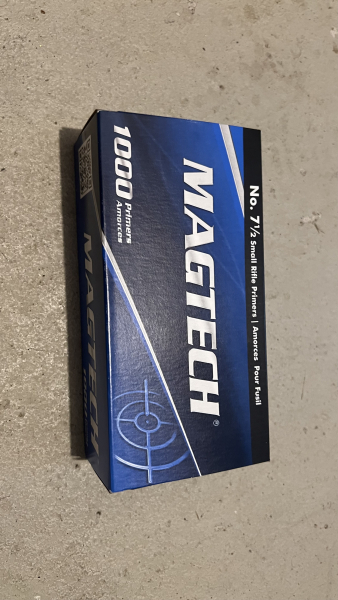 No. 7½ Small Rifle Primers | Amorces Pour Fusil
MAGTECH®
1000 Primers
Amorces
MAGTECH